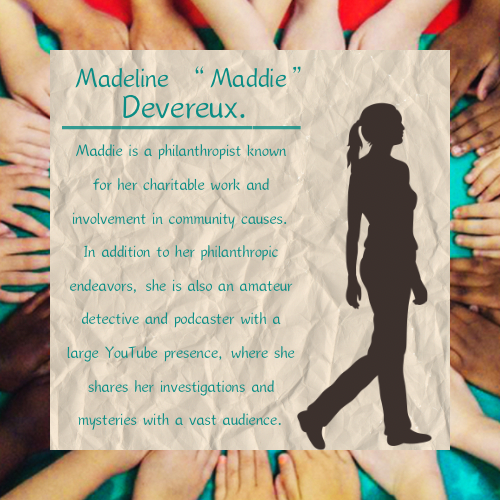 Madeline “ Maddie ”
Devereux.
Maddie is a philanthropist known
for her charitable work and
involvement in community causes.
In addition to her philanthropic
endeavors, she is also an amateur
detective and podcaster with a
large YouTube presence, where she
shares her investigations and
mysteries with a vast audience.